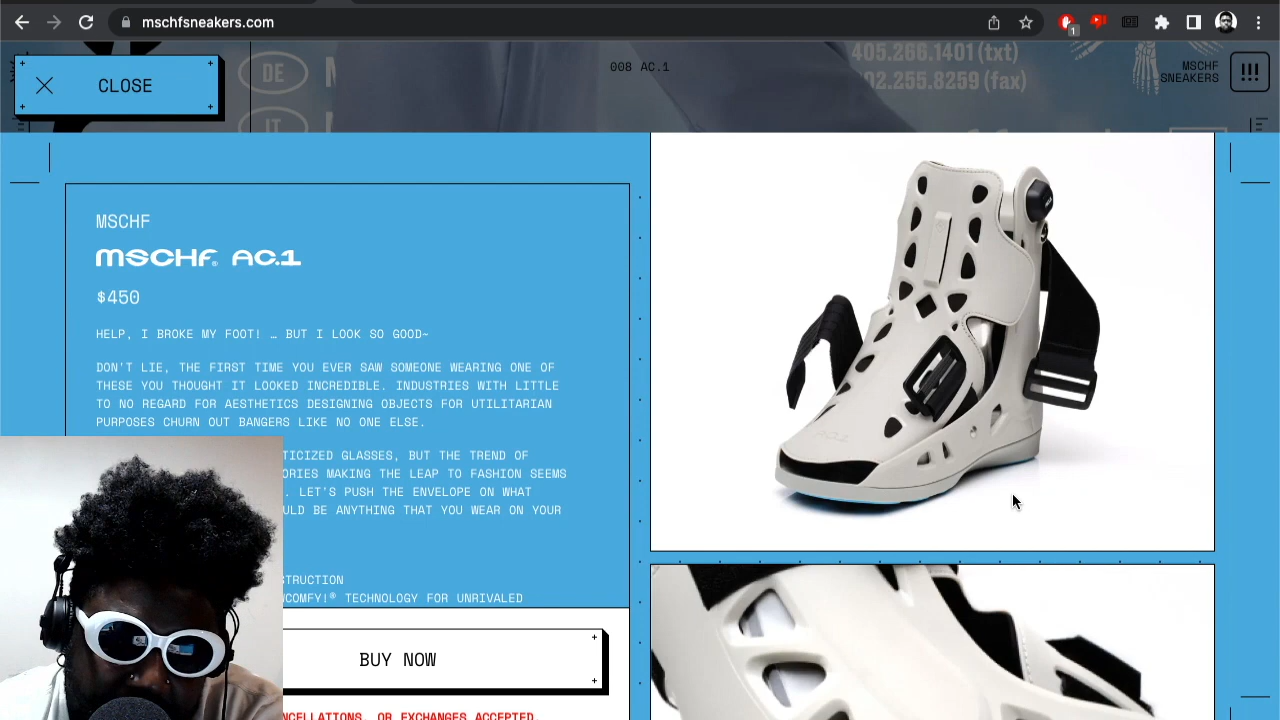 mschfsneakers.com
1
DE
IT
008 AC.1
405.266.1401 (txt)
02.255.8259 (fax)
MSCHF
SNEAKERS
CLOSE
MSCHF
MSCHF® AC.1
$450
HELP, I BROKE MY FOOT! … BUT I LOOK SO GOOD~
DON'T LIE, THE FIRST TIME YOU EVER SAW SOMEONE WEARING ONE OF
THESE YOU THOUGHT IT LOOKED INCREDIBLE. INDUSTRIES WITH LITTLE
TO NO REGARD FOR AESTHETICS DESIGNING OBJECTS FOR UTILITARIAN
PURPOSES CHURN OUT BANGERS LIKE NO ONE ELSE.
TICIZED GLASSES, BUT THE TREND OF
ORIES MAKING THE LEAP TO FASHION SEEMS
. LET'S PUSH THE ENVELOPE ON WHAT
ULD BE ANYTHING THAT YOU WEAR ON YOUR
STRUCTION
COMFY!® TECHNOLOGY FOR UNRIVALED
BUY NOW
NCELLATIONS, OR EXCHANGES ACCEPTED.
AC.1